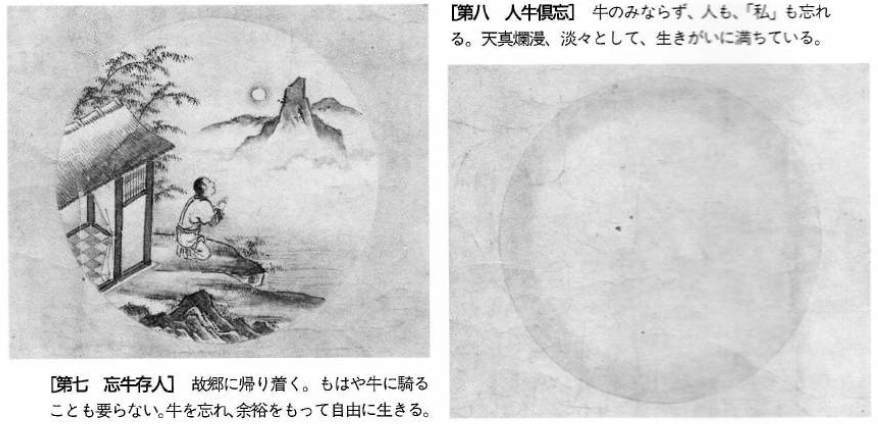 [第七　忘牛存人]　故郷に帰り着く。もはや牛に騎る
ことも要らない。牛を忘れ、余裕をもって自由に生きる。
[第八　人牛倶忘]　牛のみならず、人も、「私」も忘れ
る。天真爛漫、淡々として、生きがいに満ちている。